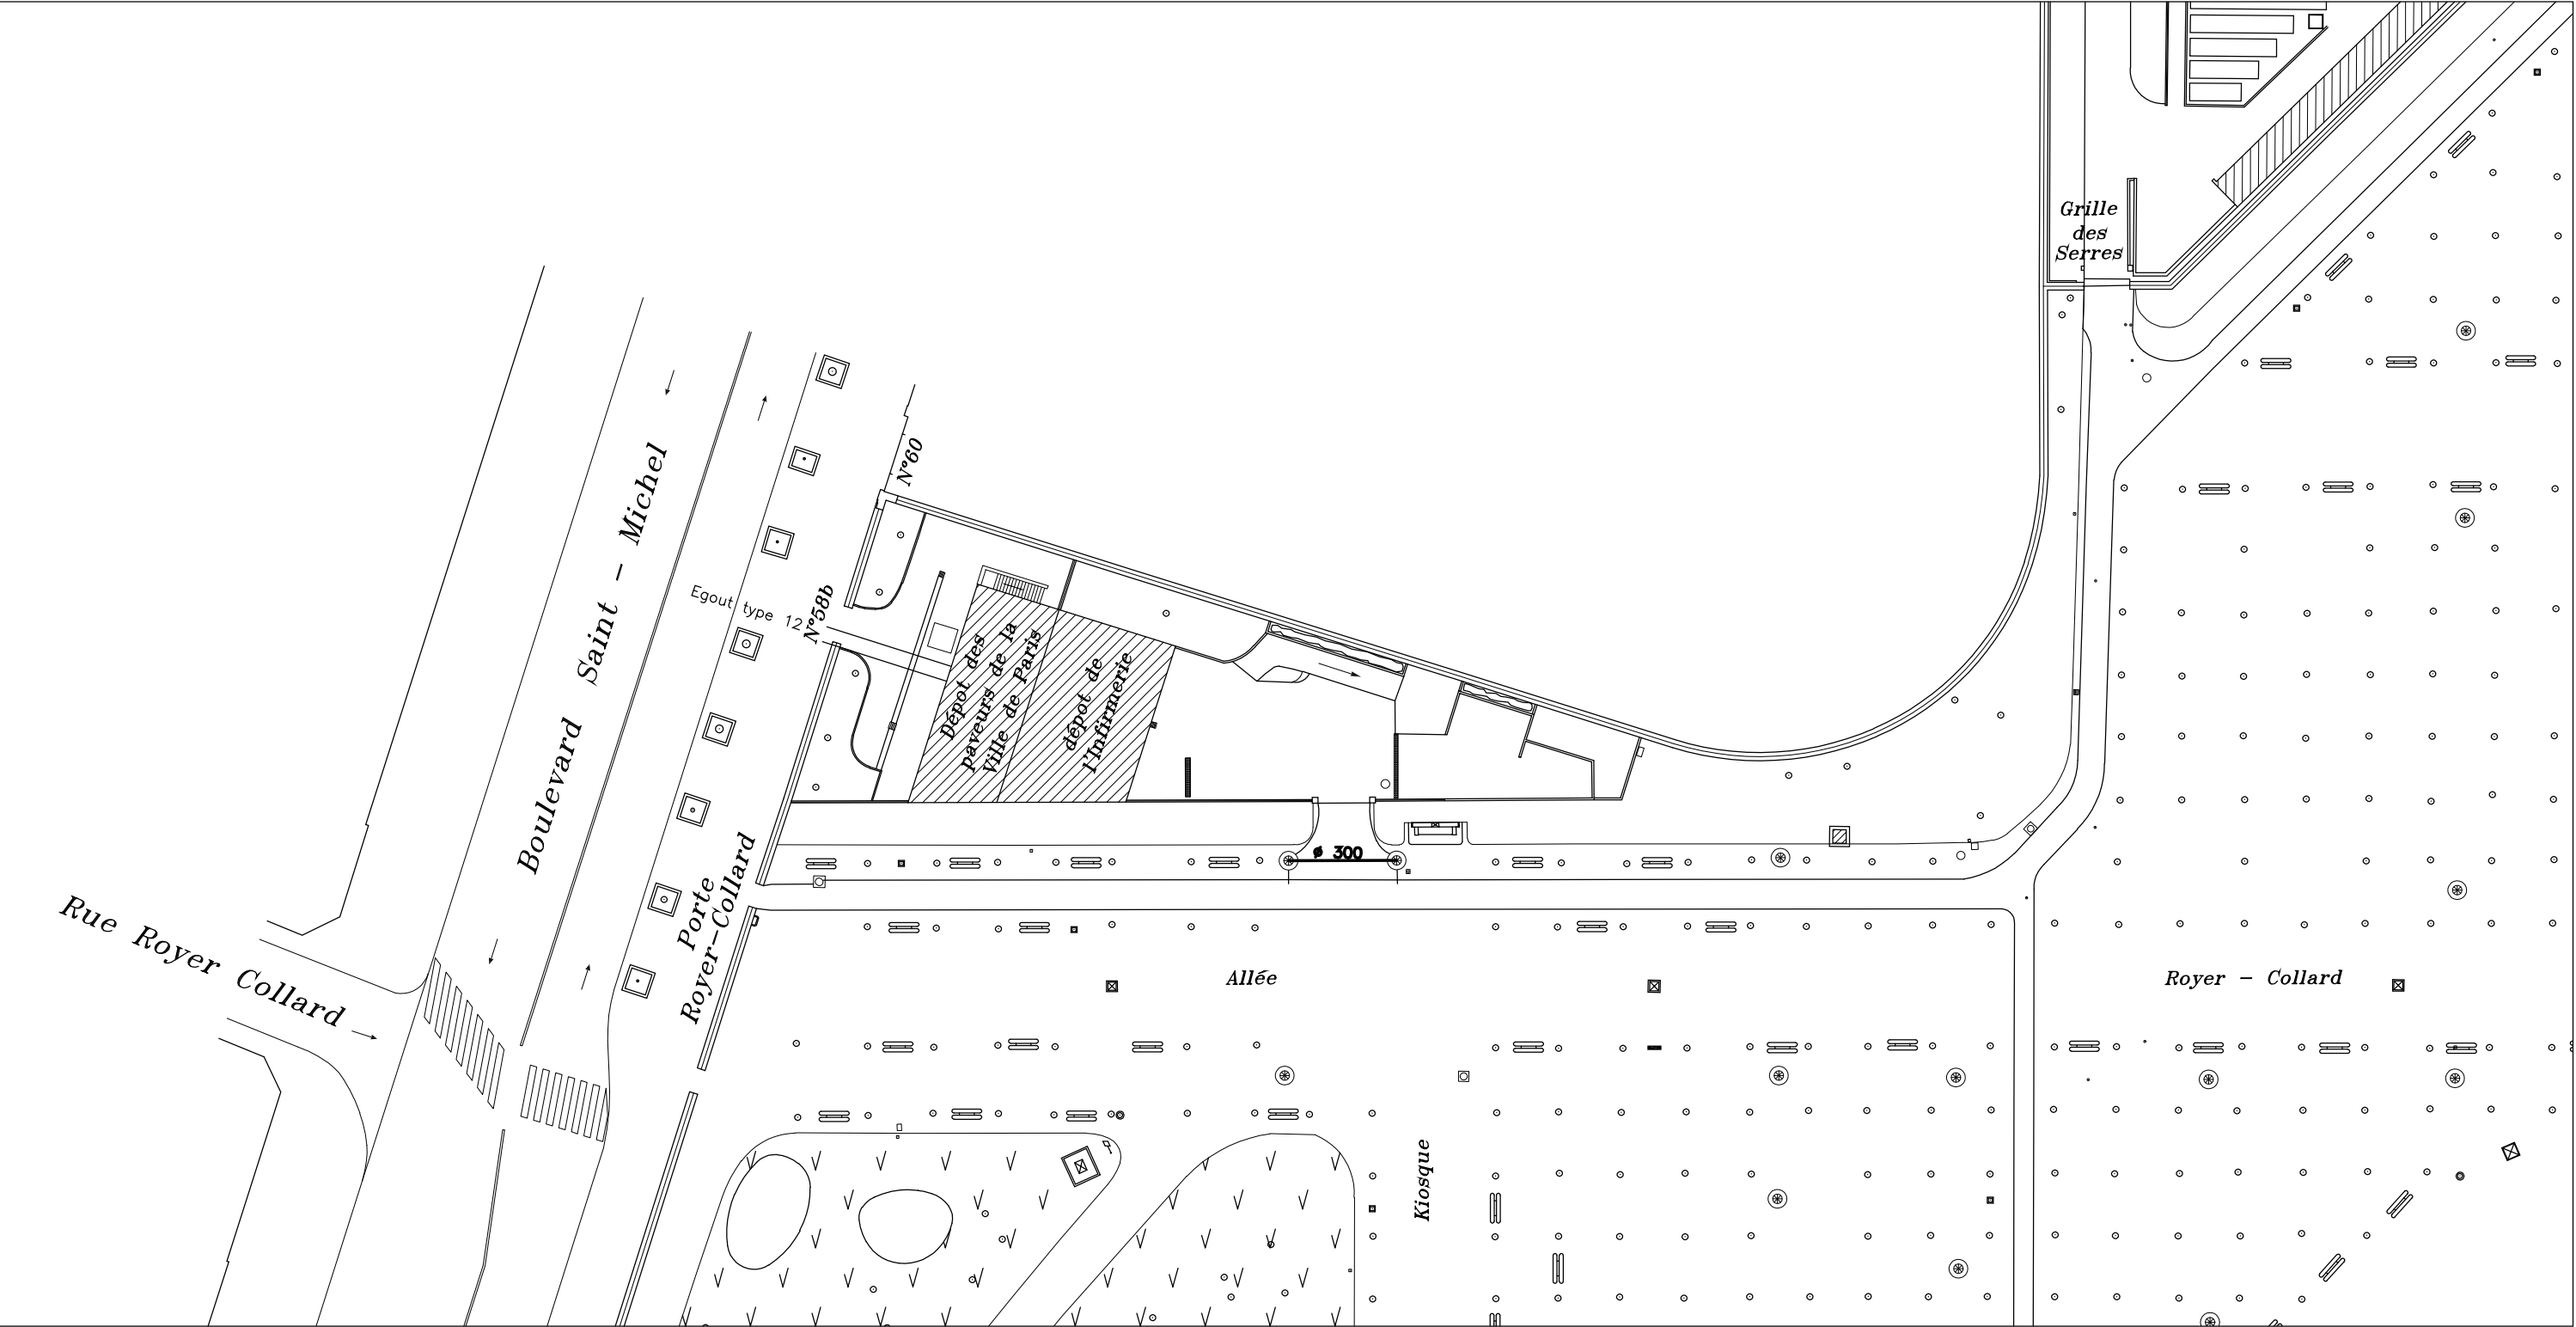 Grille
des
Serres
N°60
Boulevard Saint - Michel
Egout type 12
N°58b
Dépot des
paveurs de la
Ville de Paris
dépot de
l'Infirmerie
ø 300
Porte
Royer-Collard
Rue Royer Collard
Allée
Royer - Collard
Kiosque